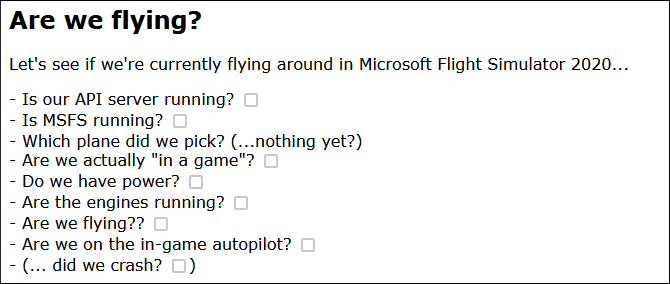 Are we flying?
Let's see if we're currently flying around in Microsoft Flight Simulator 2020...
- Is our API server running?
- Is MSFS running?
- Which plane did we pick? (...nothing yet?)
- Are we actually "in a game"?
- Do we have power?
- Are the engines running?
- Are we flying??
- Are we on the in-game autopilot?
- (... did we crash? )